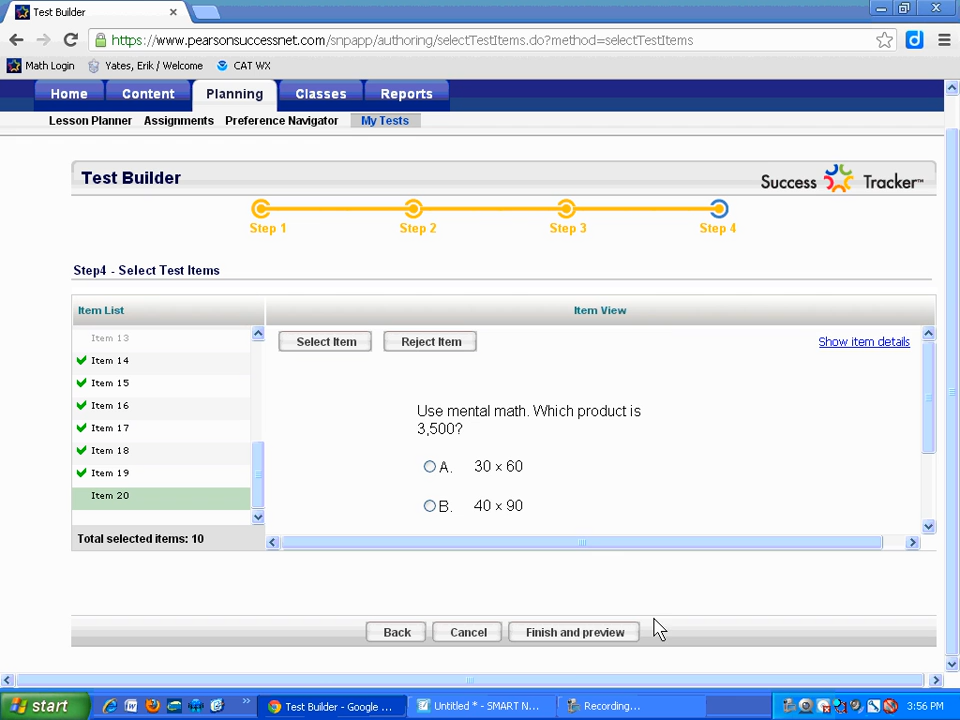 Test Builder
https://www.pearsonsuccessnet.com/snpapp/authoring/selectTestItems.do?method=selectTestItems
Math Login Yates, Erik / Welcome CAT WX
Home Content Planning Classes Reports
Lesson Planner Assignments Preference Navigator My Tests
Test Builder
Success Tracker™
Step 1 Step 2 Step 3 Step 4
Step4 - Select Test Items
Item List Item View
Item 13
Item 14
Item 15
Item 16
Item 17
Item 18
Item 19
Item 20
Total selected items: 10
Select Item Reject Item Show item details
Use mental math. Which product is
3,500?
A. 30 × 60
B. 40 × 90
Back Cancel Finish and preview
start Test Builder - Google ... Untitled * - SMART N... Recording... 3:56 PM